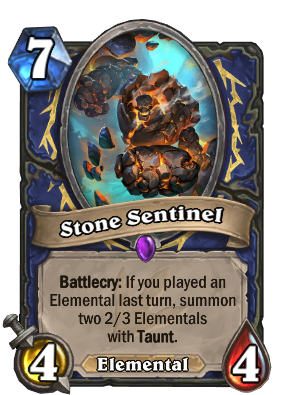 7
Stone Sentinel
Battlecry: If you played an
Elemental last turn, summon
two 2/3 Elementals
with Taunt.
4
Elemental
4